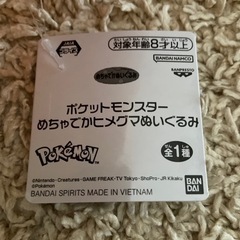 対象年齢8才以上
BANDAI NAMCO
BANPRESTO
めちゃでかぬいぐるみ
ポケットモンスター
めちゃでかヒメグマぬいぐるみ
POKéMON
全1種
©Nintendo・Creatures・GAME FREAK・TV Tokyo・ShoPro・JR Kikaku
©Pokémon
BANDAI SPIRITS MADE IN VIETNAM
BAN
DAI